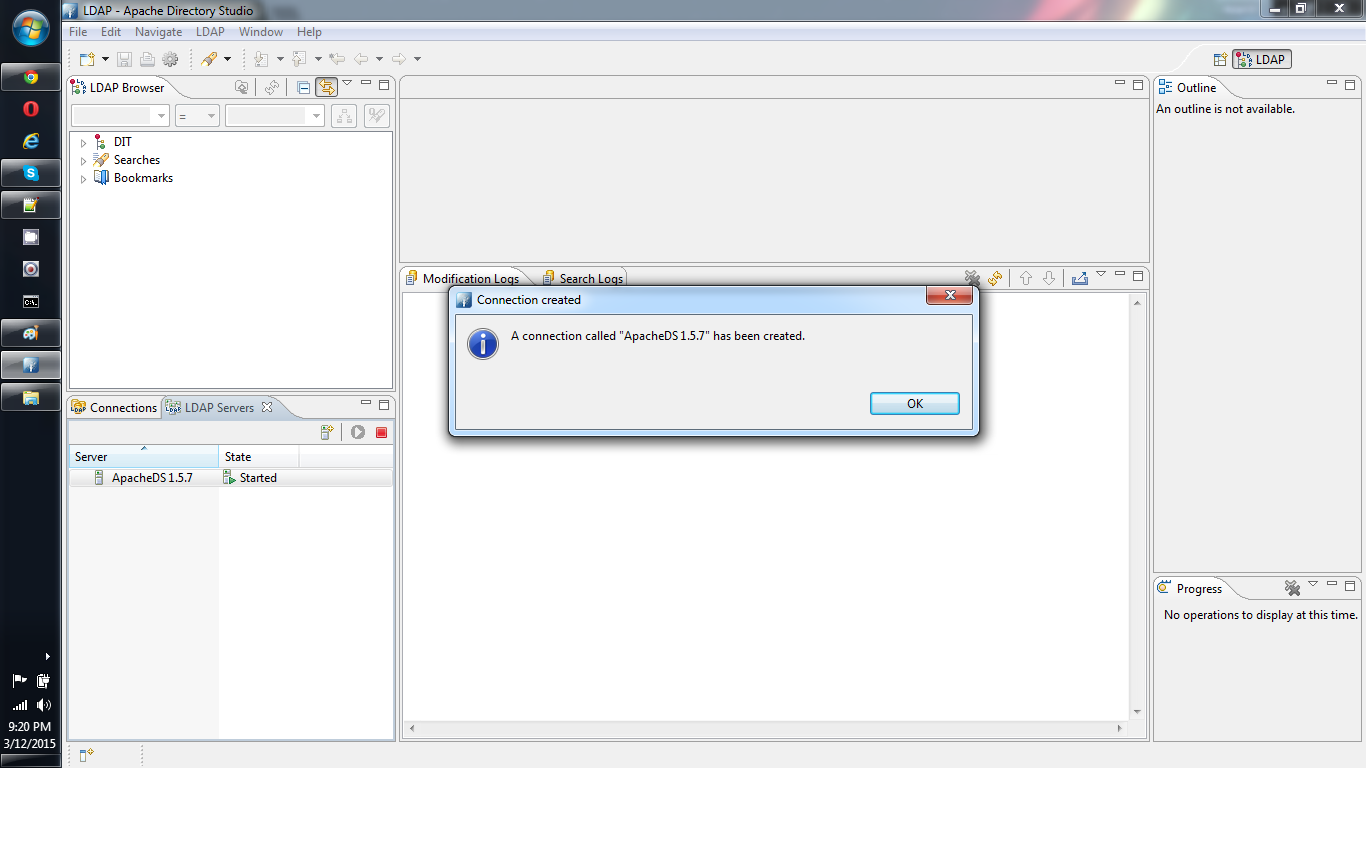 LDAP - Apache Directory Studio
File Edit Navigate LDAP Window Help
LDAP
LDAP Browser
=
DIT
Searches
Bookmarks
Outline
An outline is not available.
Modification Logs Search Logs
Connection created
A connection called "ApacheDS 1.5.7" has been created.
OK
Connections LDAP Servers
Server State
ApacheDS 1.5.7 Started
Progress
No operations to display at this time.
9:20 PM
3/12/2015